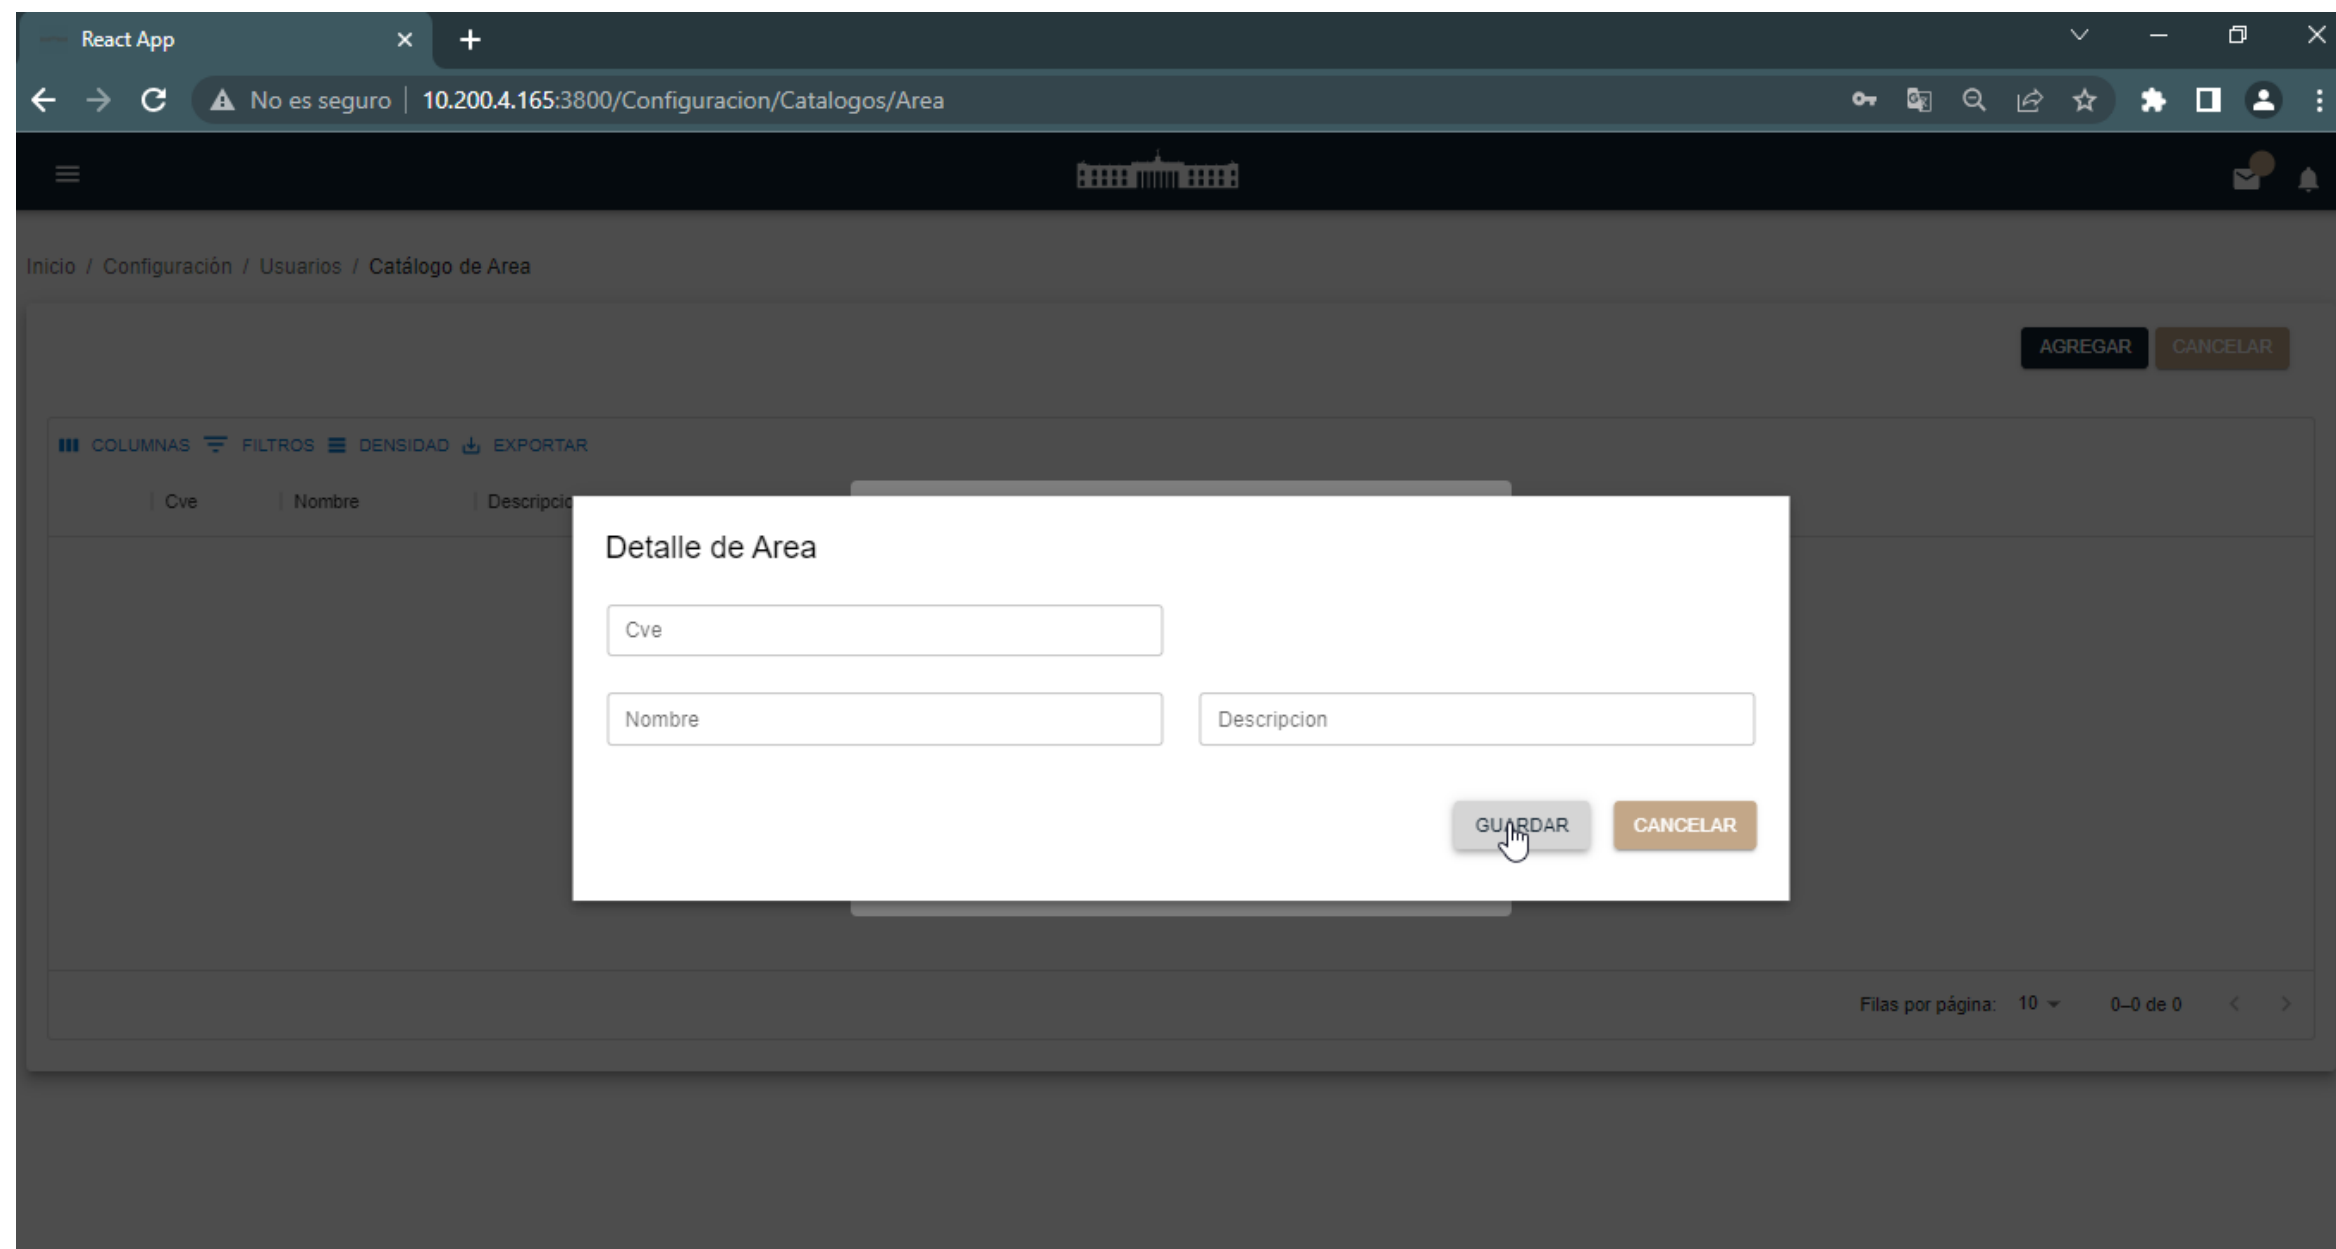 React App
No es seguro | 10.200.4.165:3800/Configuracion/Catalogos/Area
Inicio / Configuración / Usuarios / Catálogo de Area
AGREGAR CANCELAR
COLUMNAS FILTROS DENSIDAD EXPORTAR
Cve Nombre Descripcio
Detalle de Area
Cve
Nombre Descripcion
GUARDAR CANCELAR
Filas por página: 10 0–0 de 0